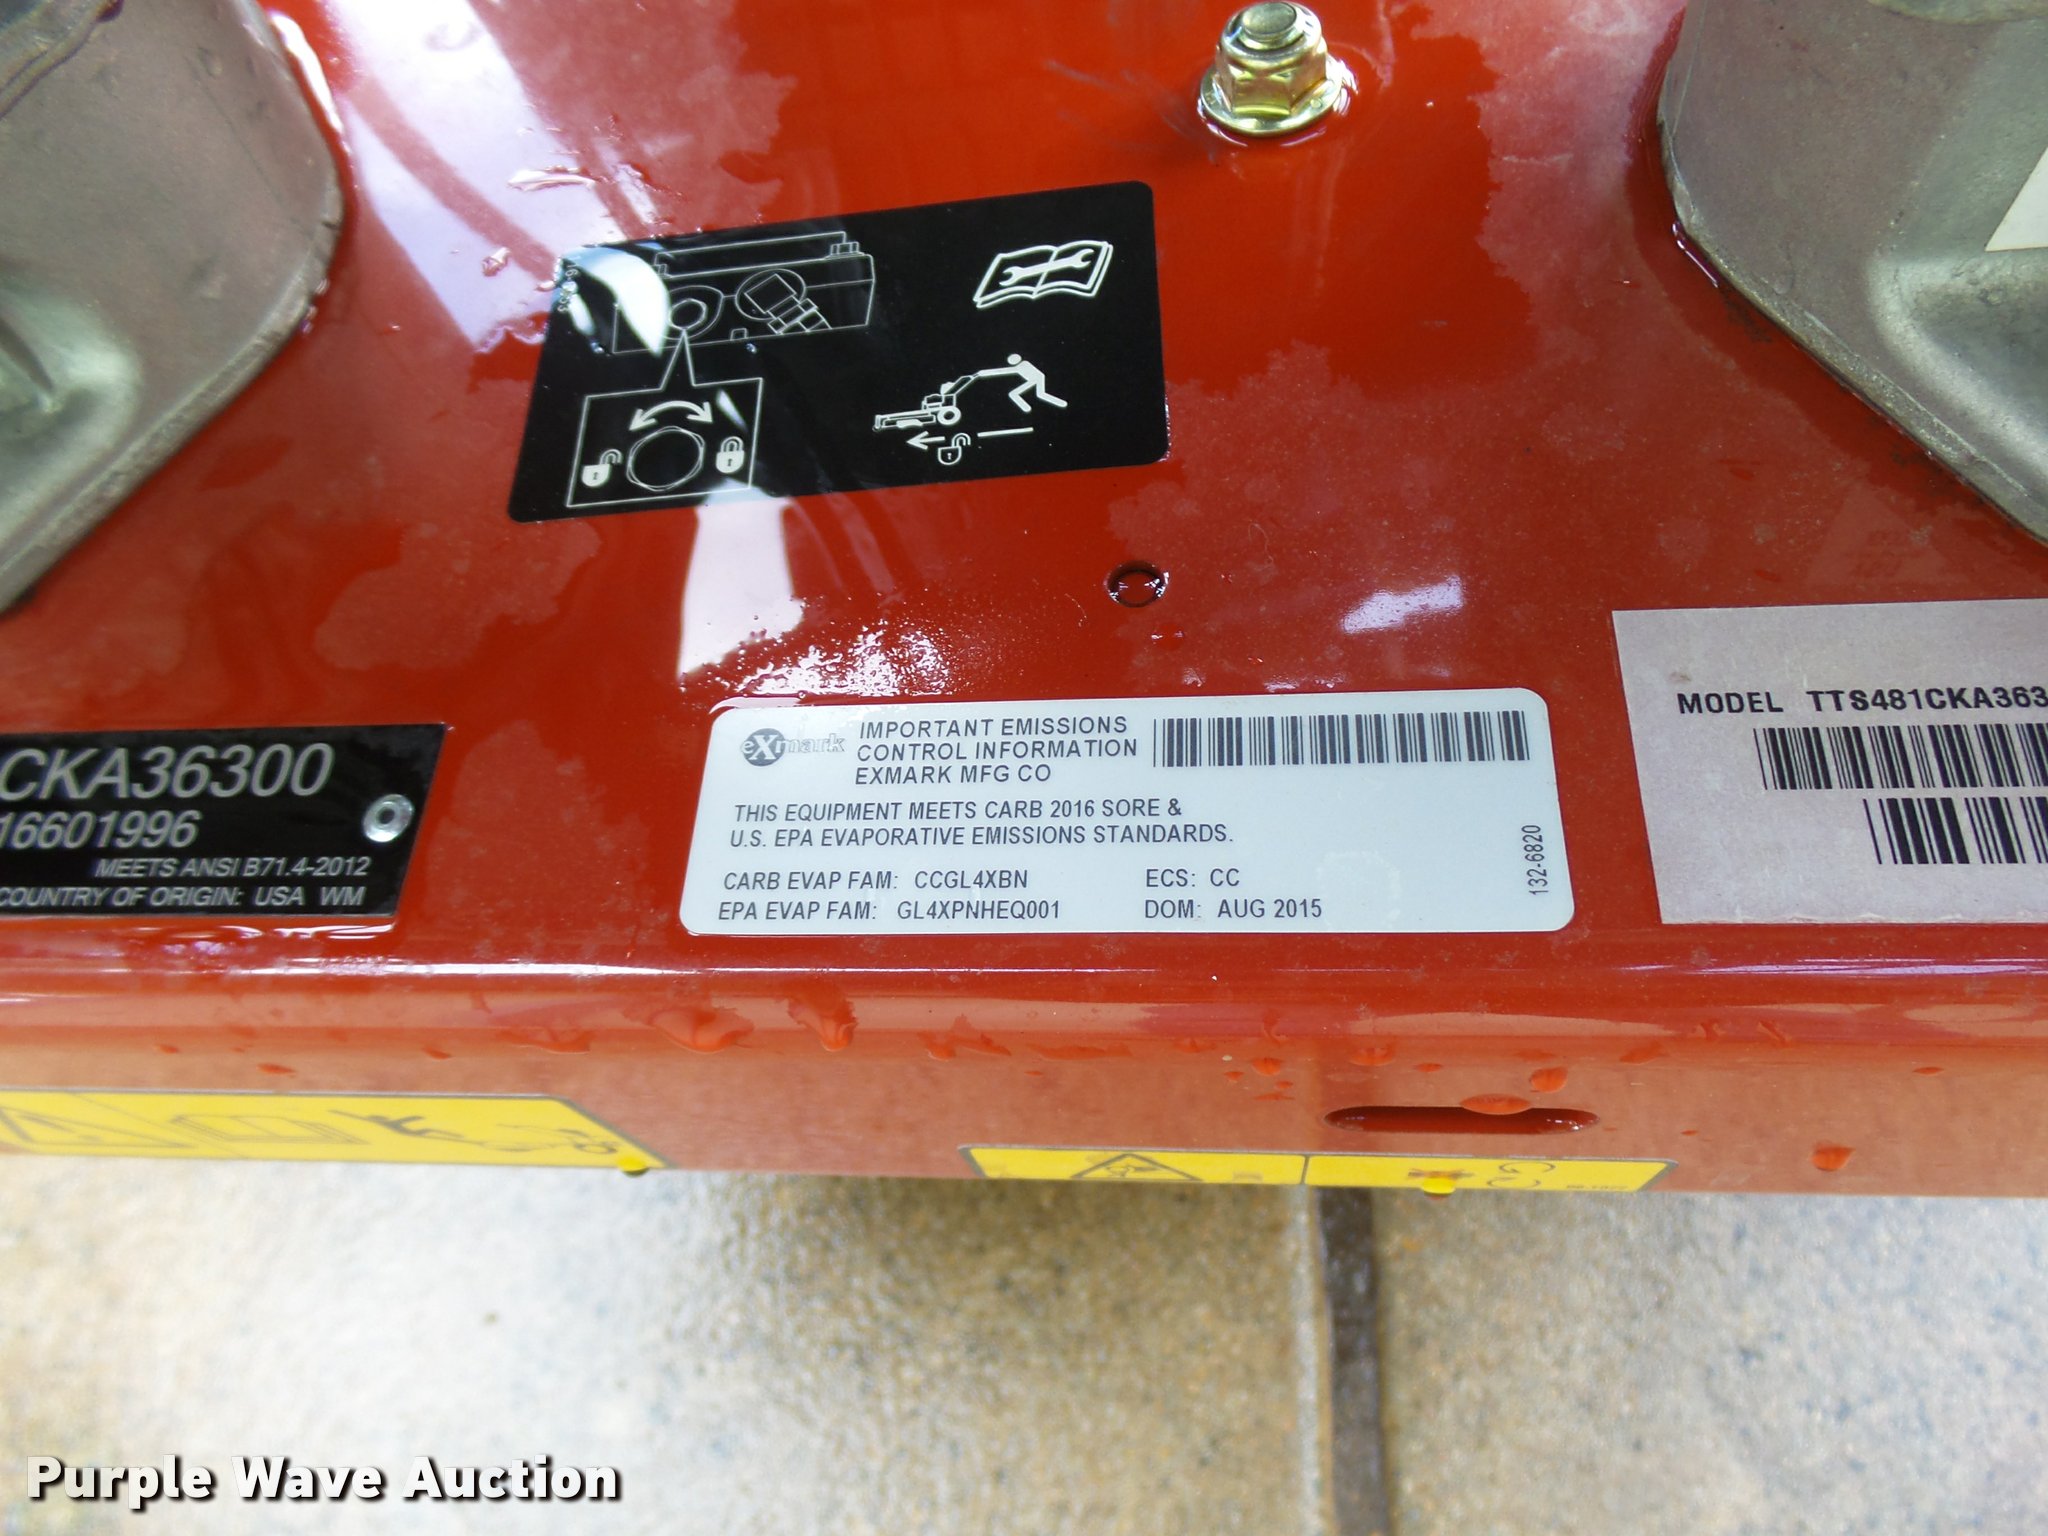 CKA36300
16601996
MEETS ANSI B71.4-2012
COUNTRY OF ORIGIN: USA WM
eXmark
IMPORTANT EMISSIONS
CONTROL INFORMATION
EXMARK MFG CO
THIS EQUIPMENT MEETS CARB 2016 SORE &
U.S. EPA EVAPORATIVE EMISSIONS STANDARDS.
CARB EVAP FAM: CCGL4XBN ECS: CC
EPA EVAP FAM: GL4XPNHEQ001 DOM: AUG 2015
132-6820
MODEL TTS481CKA363
Purple Wave Auction